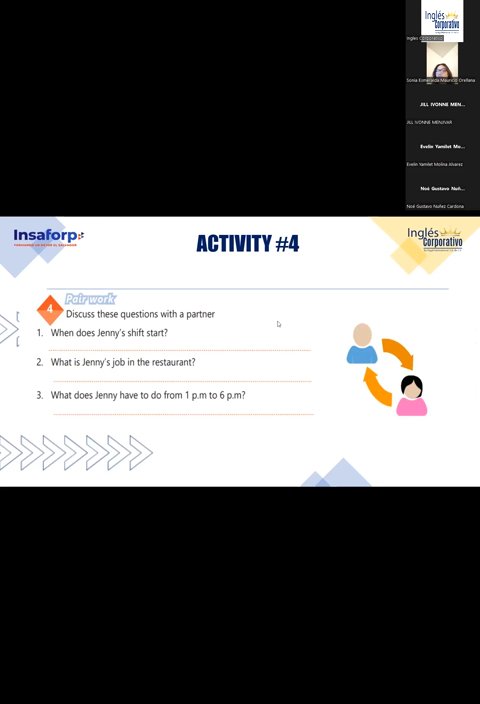 Inglés
Corporativo
Inglés Corporativo
Sonia Esmeralda Mauricio Orellana
JILL IVONNE MEN...
JILL IVONNE MENJIVAR
Evelin Yamilet Mo...
Evelin Yamilet Molina Alvarez
Noé Gustavo Nuñ...
Noé Gustavo Nuñez Cardona
Insaforp
ACTIVITY #4
Inglés
Corporativo
4
Pair work
Discuss these questions with a partner
1. When does Jenny's shift start?
2. What is Jenny's job in the restaurant?
3. What does Jenny have to do from 1 p.m to 6 p.m?